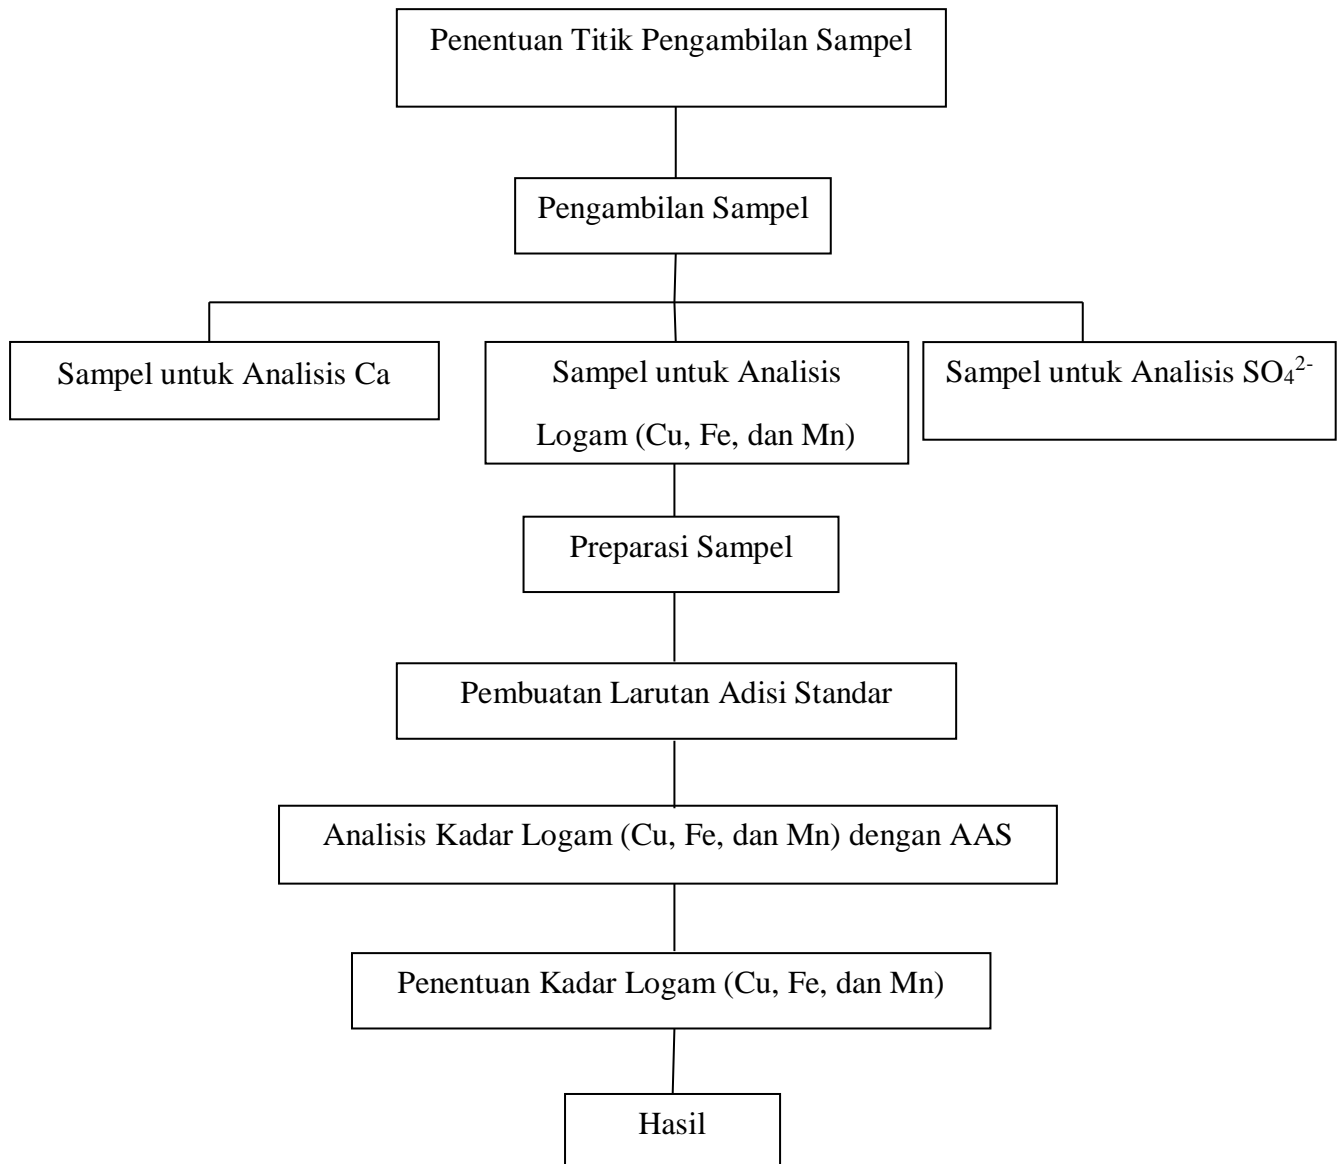 Penentuan Titik Pengambilan Sampel
Pengambilan Sampel
Sampel untuk Analisis Ca
Sampel untuk Analisis
Logam (Cu, Fe, dan Mn)
Sampel untuk Analisis SO₄²⁻
Preparasi Sampel
Pembuatan Larutan Adisi Standar
Analisis Kadar Logam (Cu, Fe, dan Mn) dengan AAS
Penentuan Kadar Logam (Cu, Fe, dan Mn)
Hasil